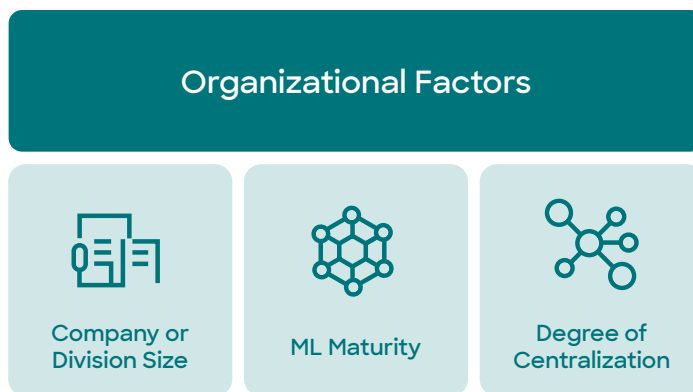 Organizational Factors
Company or
Division Size
ML Maturity
Degree of
Centralization